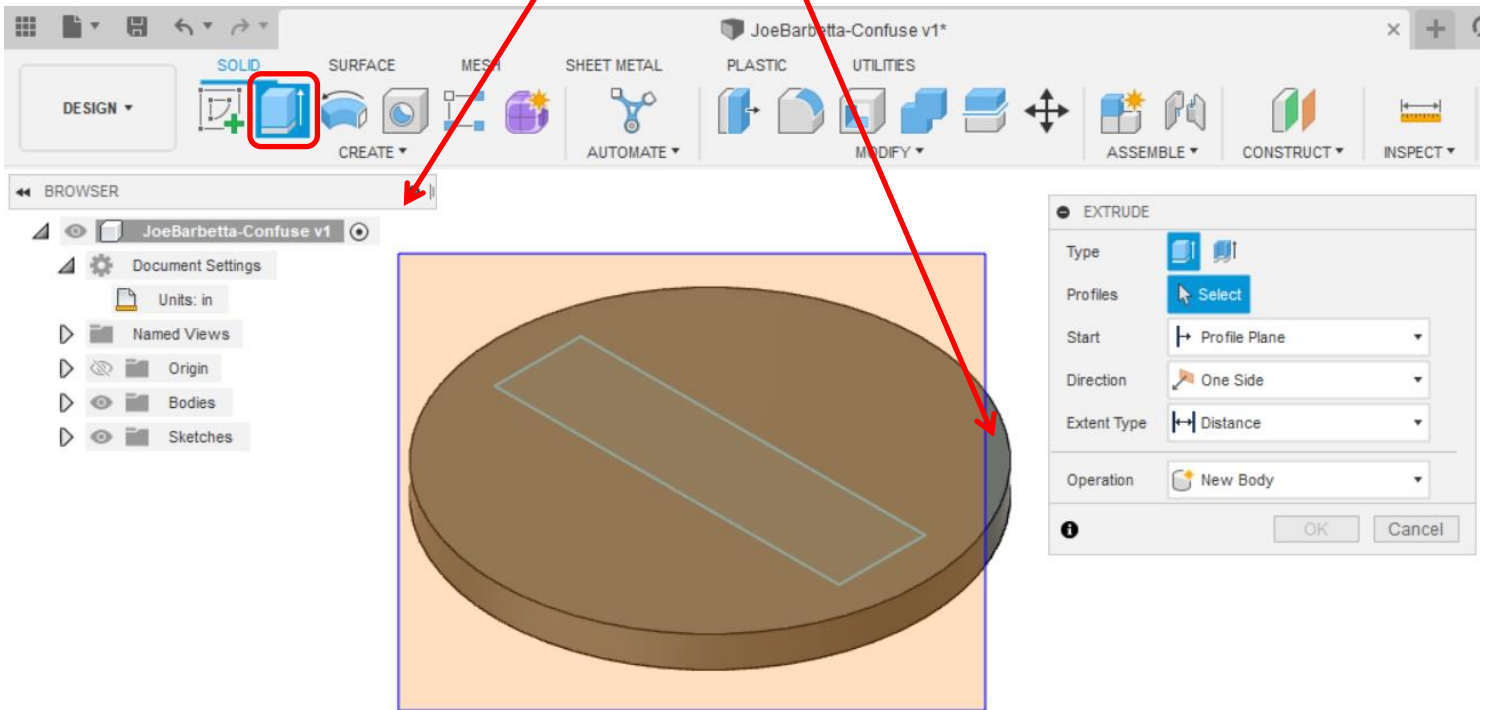 JoeBarbetta-Confuse v1*
SOLID SURFACE MESH SHEET METAL PLASTIC UTILITIES
DESIGN
CREATE AUTOMATE MODIFY ASSEMBLE CONSTRUCT INSPECT
BROWSER
JoeBarbetta-Confuse v1
Document Settings
Units: in
Named Views
Origin
Bodies
Sketches
EXTRUDE
Type
Profiles Select
Start Profile Plane
Direction One Side
Extent Type Distance
Operation New Body
OK Cancel